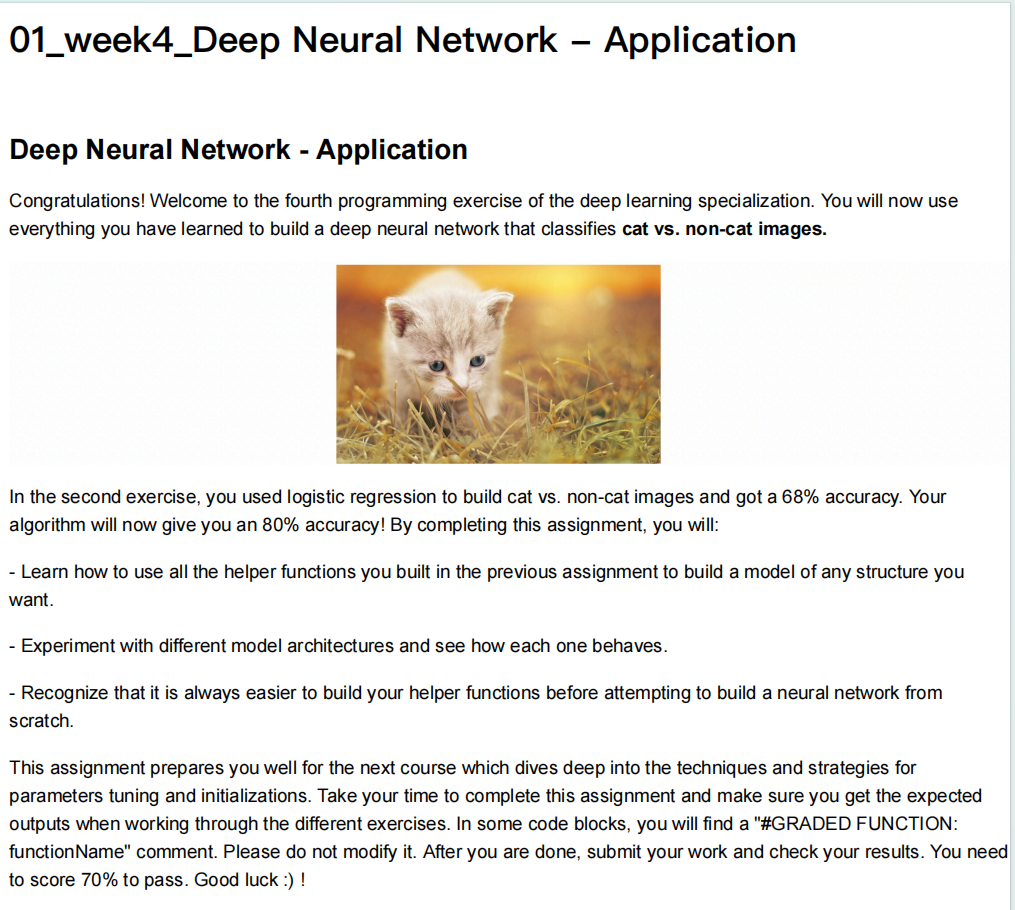 01_week4_Deep Neural Network – Application
Deep Neural Network - Application
Congratulations! Welcome to the fourth programming exercise of the deep learning specialization. You will now use
everything you have learned to build a deep neural network that classifies cat vs. non-cat images.
In the second exercise, you used logistic regression to build cat vs. non-cat images and got a 68% accuracy. Your
algorithm will now give you an 80% accuracy! By completing this assignment, you will:
- Learn how to use all the helper functions you built in the previous assignment to build a model of any structure you
want.
- Experiment with different model architectures and see how each one behaves.
- Recognize that it is always easier to build your helper functions before attempting to build a neural network from
scratch.
This assignment prepares you well for the next course which dives deep into the techniques and strategies for
parameters tuning and initializations. Take your time to complete this assignment and make sure you get the expected
outputs when working through the different exercises. In some code blocks, you will find a "#GRADED FUNCTION:
functionName" comment. Please do not modify it. After you are done, submit your work and check your results. You need
to score 70% to pass. Good luck :) !